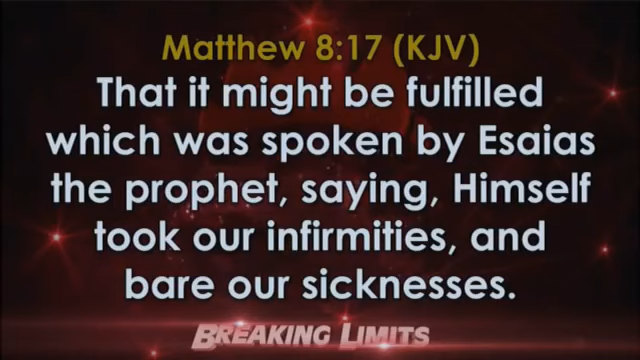 Matthew 8:17 (KJV)
That it might be fulfilled
which was spoken by Esaias
the prophet, saying, Himself
took our infirmities, and
bare our sicknesses.
BREAKING LIMITS